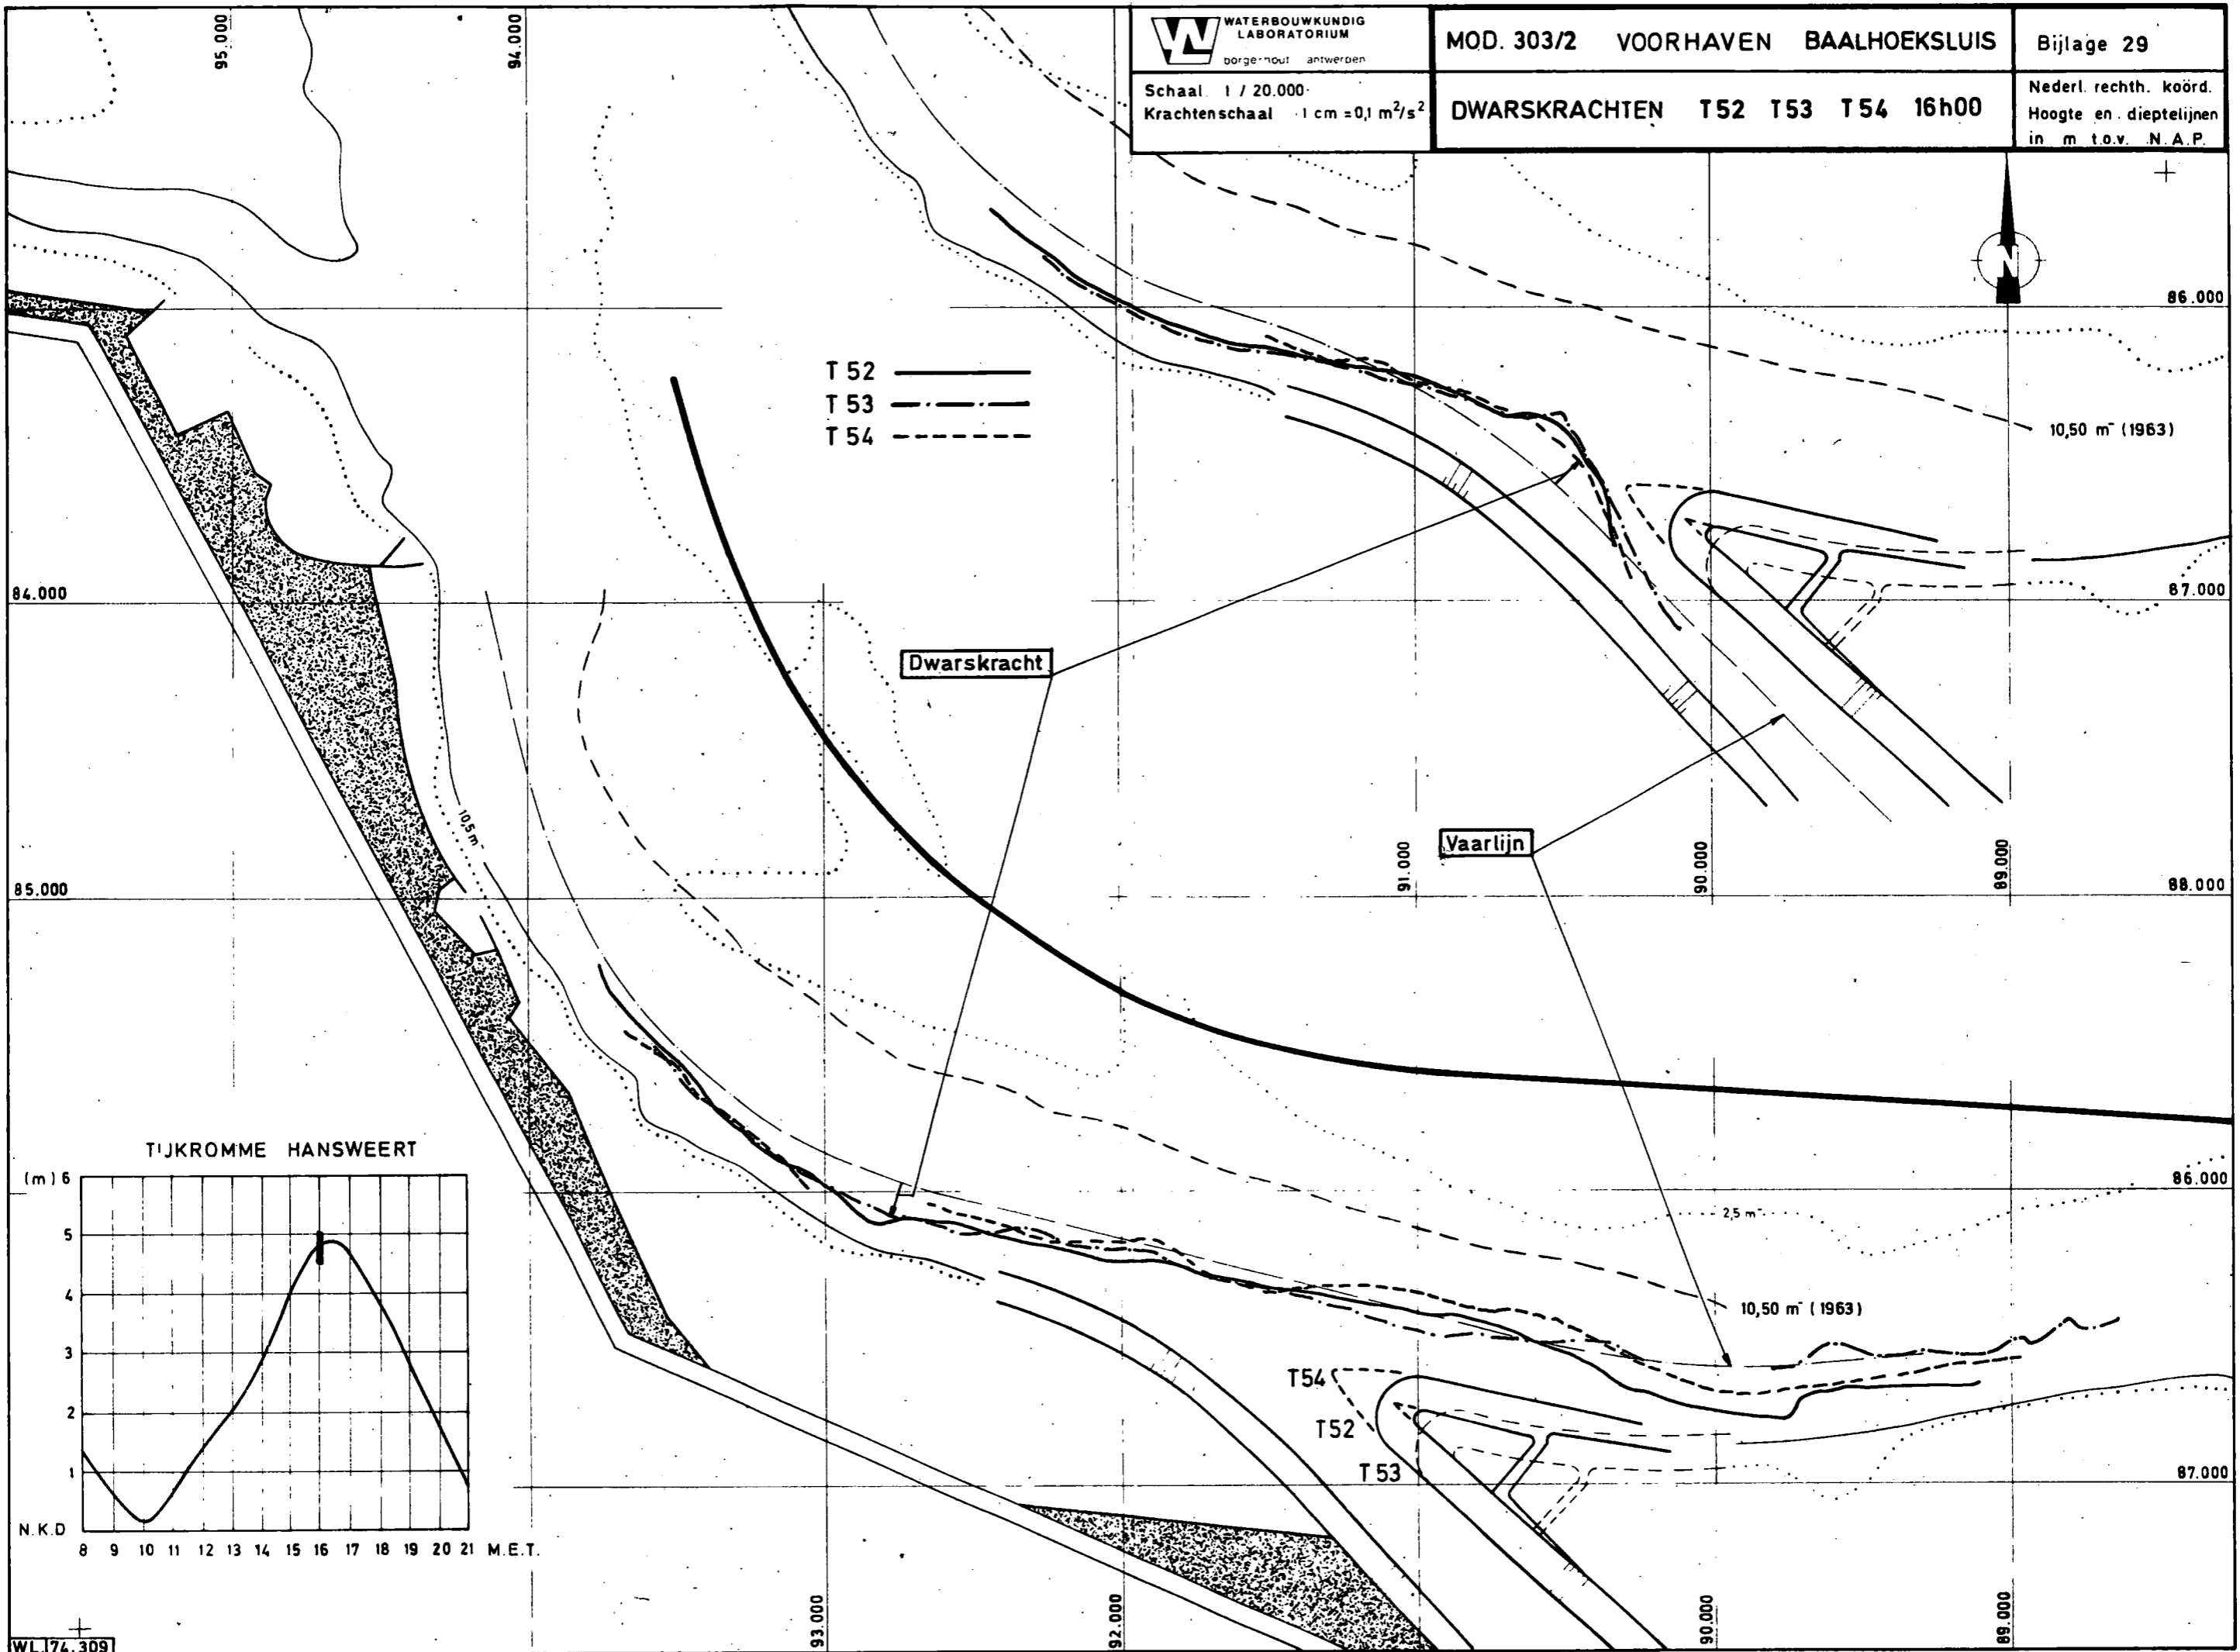 WATERBOUWKUNDIG
LABORATORIUM
borgerhout antwerpen
MOD. 303/2 VOORHAVEN BAALHOEKSLUIS
Bijlage 29
Schaal 1 / 20.000
Krachtenschaal 1 cm = 0,1 m²/s²
DWARSKRACHTEN T52 T53 T54 16h00
Nederl. rechth. koörd.
Hoogte en dieptelijnen
in m t.o.v. N.A.P.
95.000
94.000
N
86.000
T 52
T 53
T 54
10,50 m (1963)
84.000
87.000
Dwarskracht
10,5 m
Vaarlijn
91.000
90.000
89.000
85.000
88.000
TIJKROMME HANSWEERT
(m) 6
5
4
3
2
1
N.K.D
8 9 10 11 12 13 14 15 16 17 18 19 20 21 M.E.T.
86.000
2,5 m
10,50 m (1963)
T54
T52
T53
87.000
93.000
92.000
90.000
89.000
WL.74.309